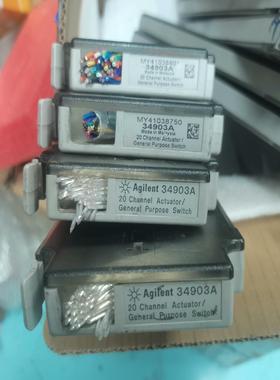 34903A
Made in Malaysia
20 Channel Actuator/
General Purpose Switch
MY41038750
34903A
Made in Malaysia
20 Channel Actuator/
General Purpose Switch
Agilent 34903A
20 Channel Actuator/
General Purpose Switch
Agilent 34903A
20 Channel Actuator/
General Purpose Switch